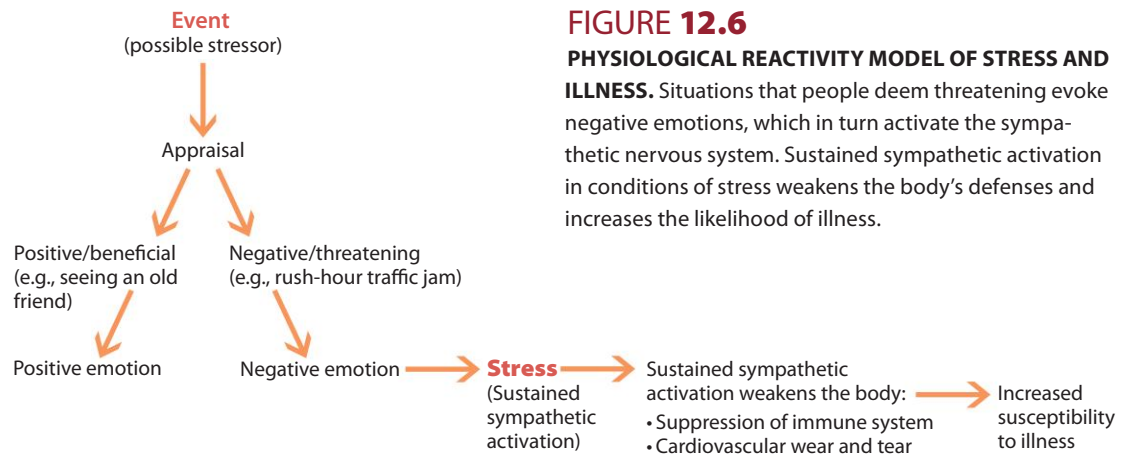 Event
(possible stressor)
Appraisal
Positive/beneficial
(e.g., seeing an old
friend)
Negative/threatening
(e.g., rush-hour traffic jam)
Positive emotion
Negative emotion
Stress
(Sustained
sympathetic
activation)
Sustained sympathetic
activation weakens the body:
• Suppression of immune system
• Cardiovascular wear and tear
Increased
susceptibility
to illness
FIGURE 12.6
PHYSIOLOGICAL REACTIVITY MODEL OF STRESS AND
ILLNESS. Situations that people deem threatening evoke
negative emotions, which in turn activate the sympa-
thetic nervous system. Sustained sympathetic activation
in conditions of stress weakens the body's defenses and
increases the likelihood of illness.